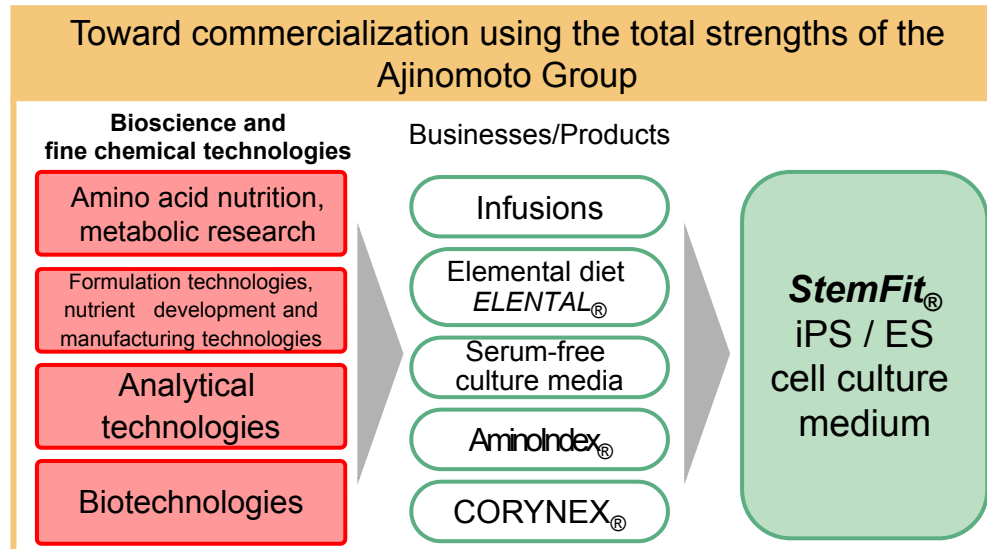 Toward commercialization using the total strengths of the
Ajinomoto Group
Bioscience and
fine chemical technologies
Amino acid nutrition,
metabolic research
Formulation technologies,
nutrient development and
manufacturing technologies
Analytical
technologies
Biotechnologies
Businesses/Products
Infusions
Elemental diet
ELENTAL®
Serum-free
culture media
AminoIndex®
CORYNEX®
StemFit®
iPS / ES
cell culture
medium